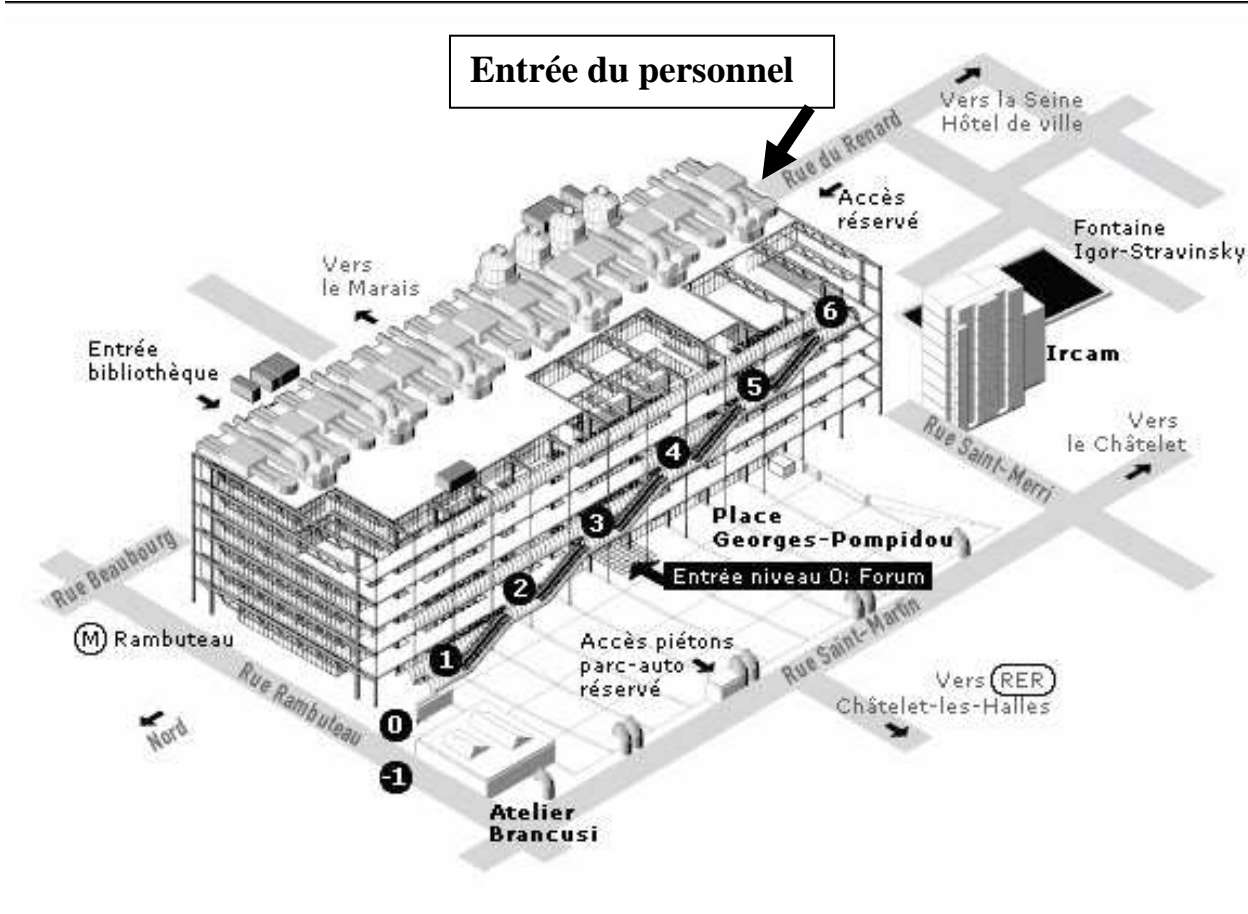 Entrée du personnel
Vers la Seine
Hôtel de ville
Rue du Renard
Accès
réservé
Fontaine
Igor-Stravinsky
Vers
le Marais
6
Entrée
bibliothèque
Ircam
5
Vers
le Châtelet
Rue Saint-Merri
4
3
Place
Georges-Pompidou
Rue Beaubourg
Entrée niveau 0: Forum
2
M Rambuteau
Accès piétons
parc-auto
réservé
Rue Saint-Martin
1
Vers RER
Châtelet-les-Halles
Rue Rambuteau
0
Nord
-1
Atelier
Brancusi